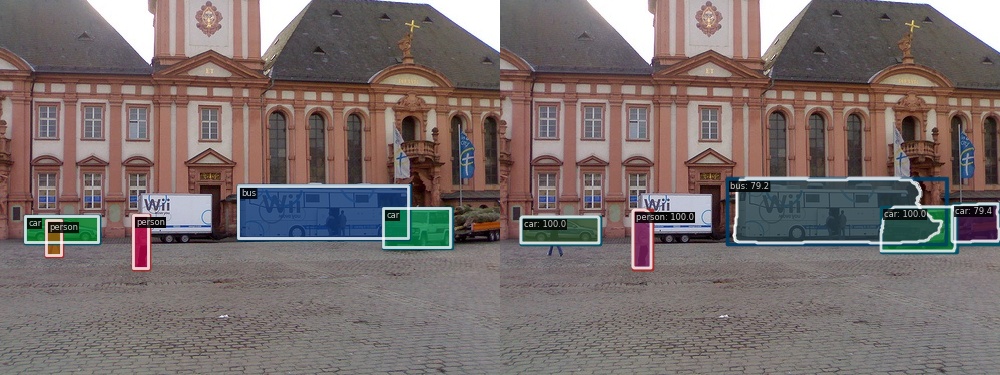 car
person
person
Wii
bus
Wii
car
car: 100.0
person: 100.0
Wii
bus: 79.2
Wii
car: 100.0
car: 79.4